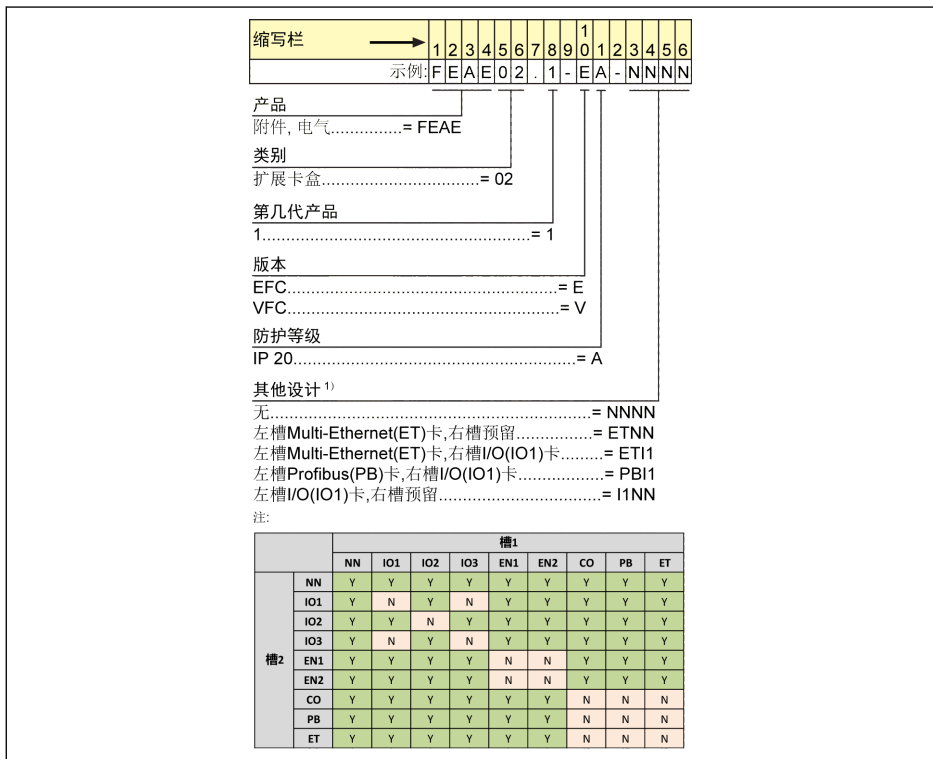 缩写栏 1 2 3 4 5 6 7 8 9 10 1 2 3 4 5 6
示例: F E A E 0 2 . 1 - E A - N N N N
产品
附件, 电气...............= FEAE
类别
扩展卡盒.................................= 02
第几代产品
1........................................................= 1
版本
EFC.........................................................= E
VFC.........................................................= V
防护等级
IP 20...........................................................= A
其他设计 1)
无...................................................................= NNNN
左槽Multi-Ethernet(ET)卡,右槽预留................= ETNN
左槽Multi-Ethernet(ET)卡,右槽I/O(IO1)卡.........= ETI1
左槽Profibus(PB)卡,右槽I/O(IO1)卡..................= PBI1
左槽I/O(IO1)卡,右槽预留..................................= I1NN
注:
槽1
NN IO1 IO2 IO3 EN1 EN2 CO PB ET
槽2
NN Y Y Y Y Y Y Y Y Y
IO1 Y N Y N Y Y Y Y Y
IO2 Y Y N Y Y Y Y Y Y
IO3 Y N Y N Y Y Y Y Y
EN1 Y Y Y Y N N Y Y Y
EN2 Y Y Y Y N N Y Y Y
CO Y Y Y Y Y Y N N N
PB Y Y Y Y Y Y N N N
ET Y Y Y Y Y Y N N N